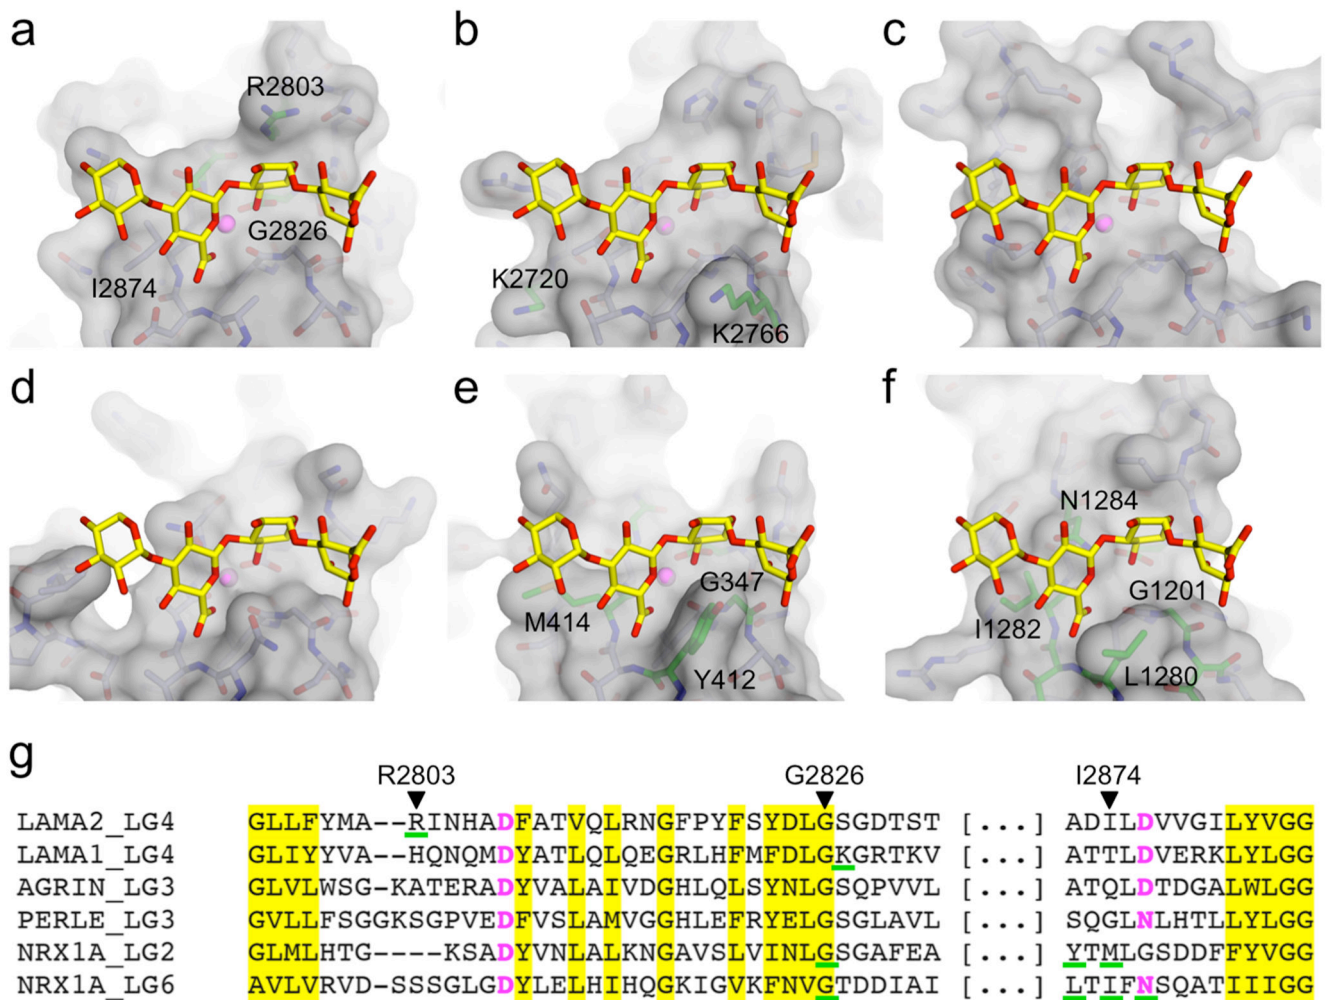 a
b
c
R2803
G2826
I2874
K2720
K2766
d
e
f
N1284
G347
G1201
M414
I1282
Y412
L1280
g
R2803 G2826 I2874
LAMA2_LG4 GLLFYMA--RINHADFATVQLRNGFPYFSYDLGSGDTST [...] ADILDVVGILYVGG
LAMA1_LG4 GLIYYVA--HQNQMDYATLQLQEGRLHFMFDLGKGRTKV [...] ATTLDVERKLYLGG
AGRIN_LG3 GLVLWSG-KATERADYVALAIVDGHLQLSYNLGSQPVVL [...] ATQLDTDGALWLGG
PERLE_LG3 GVLLFSGGKSGPVEDFVSLAMVGGHLEFRYELGSGLAVL [...] SQGLNLHTLLYLGG
NRX1A_LG2 GLMLHTG----KSADYVNLALKNGAVSLVINLGSGAFEA [...] YTMLGSDDFFYVGG
NRX1A_LG6 AVLVRVD-SSSGLGDYLELHIHQGKIGVKFNVGTDDIAI [...] LTIFNSQATIIIGG